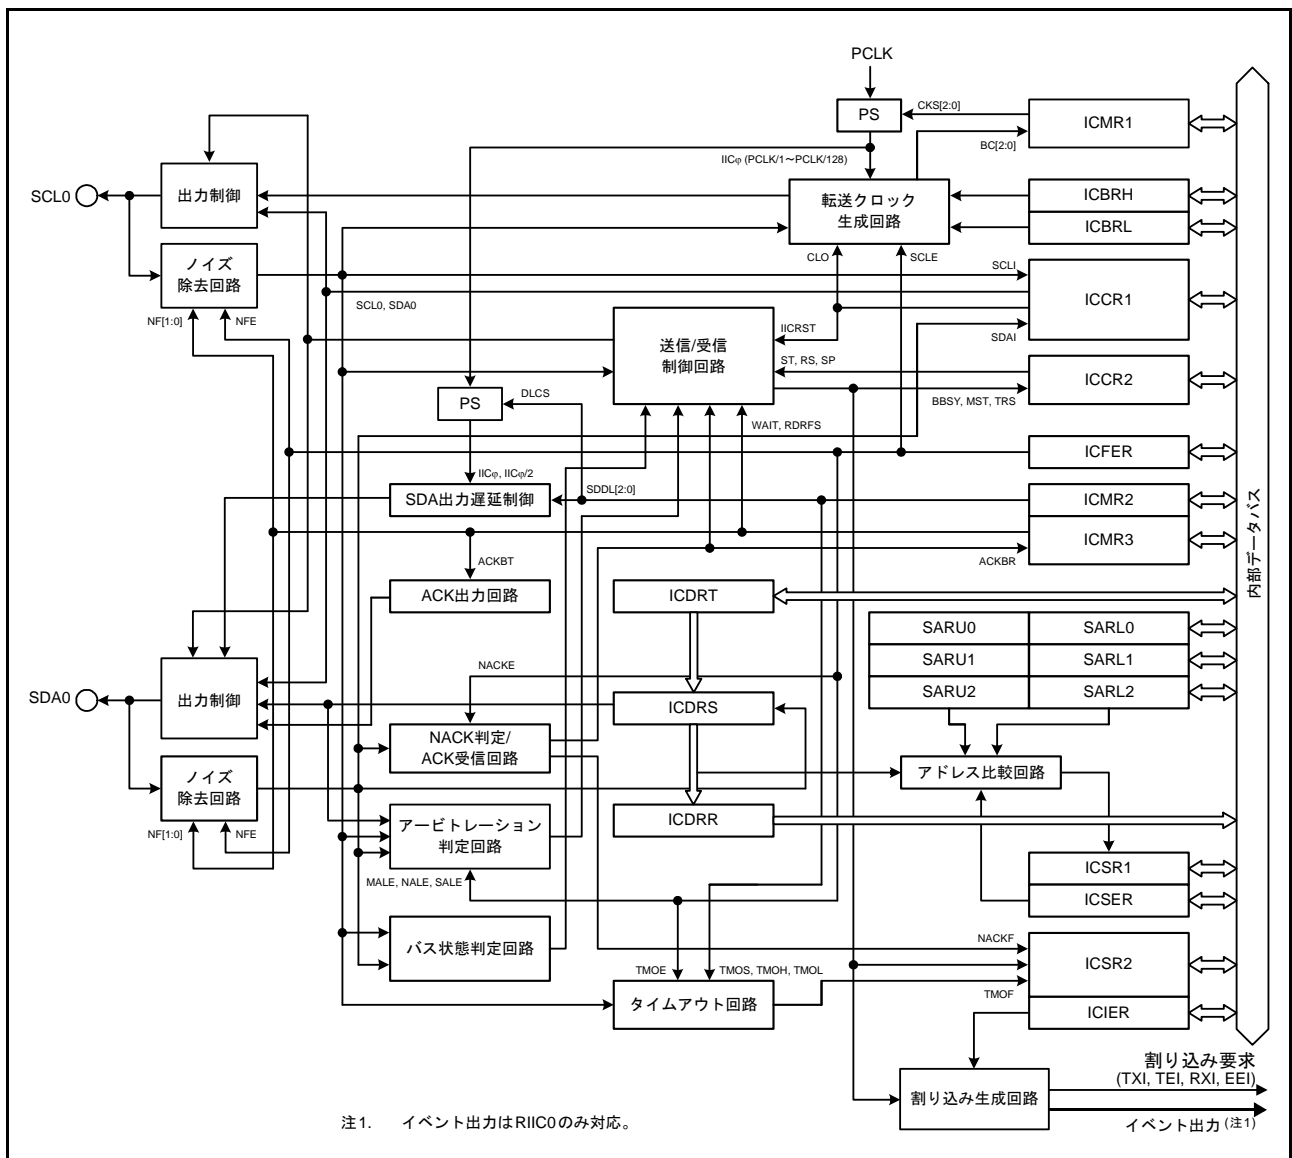 PCLK
PS
CKS[2:0]
ICMR1
BC[2:0]
IICφ (PCLK/1～PCLK/128)
SCL0
出力制御
転送クロック
生成回路
ICBRH
ICBRL
ノイズ
除去回路
CLO
SCLE
SCLI
ICCR1
SCL0, SDA0
NF[1:0]
NFE
IICRST
SDAI
送信/受信
制御回路
ST, RS, SP
ICCR2
BBSY, MST, TRS
PS
DLCS
WAIT, RDRFS
ICFER
IICφ, IICφ/2
SDA出力遅延制御
SDDL[2:0]
ICMR2
ICMR3
ACKBT
ACKBR
内部データバス
ACK出力回路
ICDRT
SARU0
SARL0
SARU1
SARL1
SARU2
SARL2
SDA0
出力制御
NACKE
ICDRS
NACK判定/
ACK受信回路
アドレス比較回路
ノイズ
除去回路
NF[1:0]
NFE
アービトレーション
判定回路
ICDRR
MALE, NALE, SALE
ICSR1
ICSER
バス状態判定回路
NACKF
ICSR2
TMOE
TMOS, TMOH, TMOL
TMOF
タイムアウト回路
ICIER
割り込み生成回路
割り込み要求
(TXI, TEI, RXI, EEI)
イベント出力 (注1)
注1. イベント出力はRIIC0のみ対応。